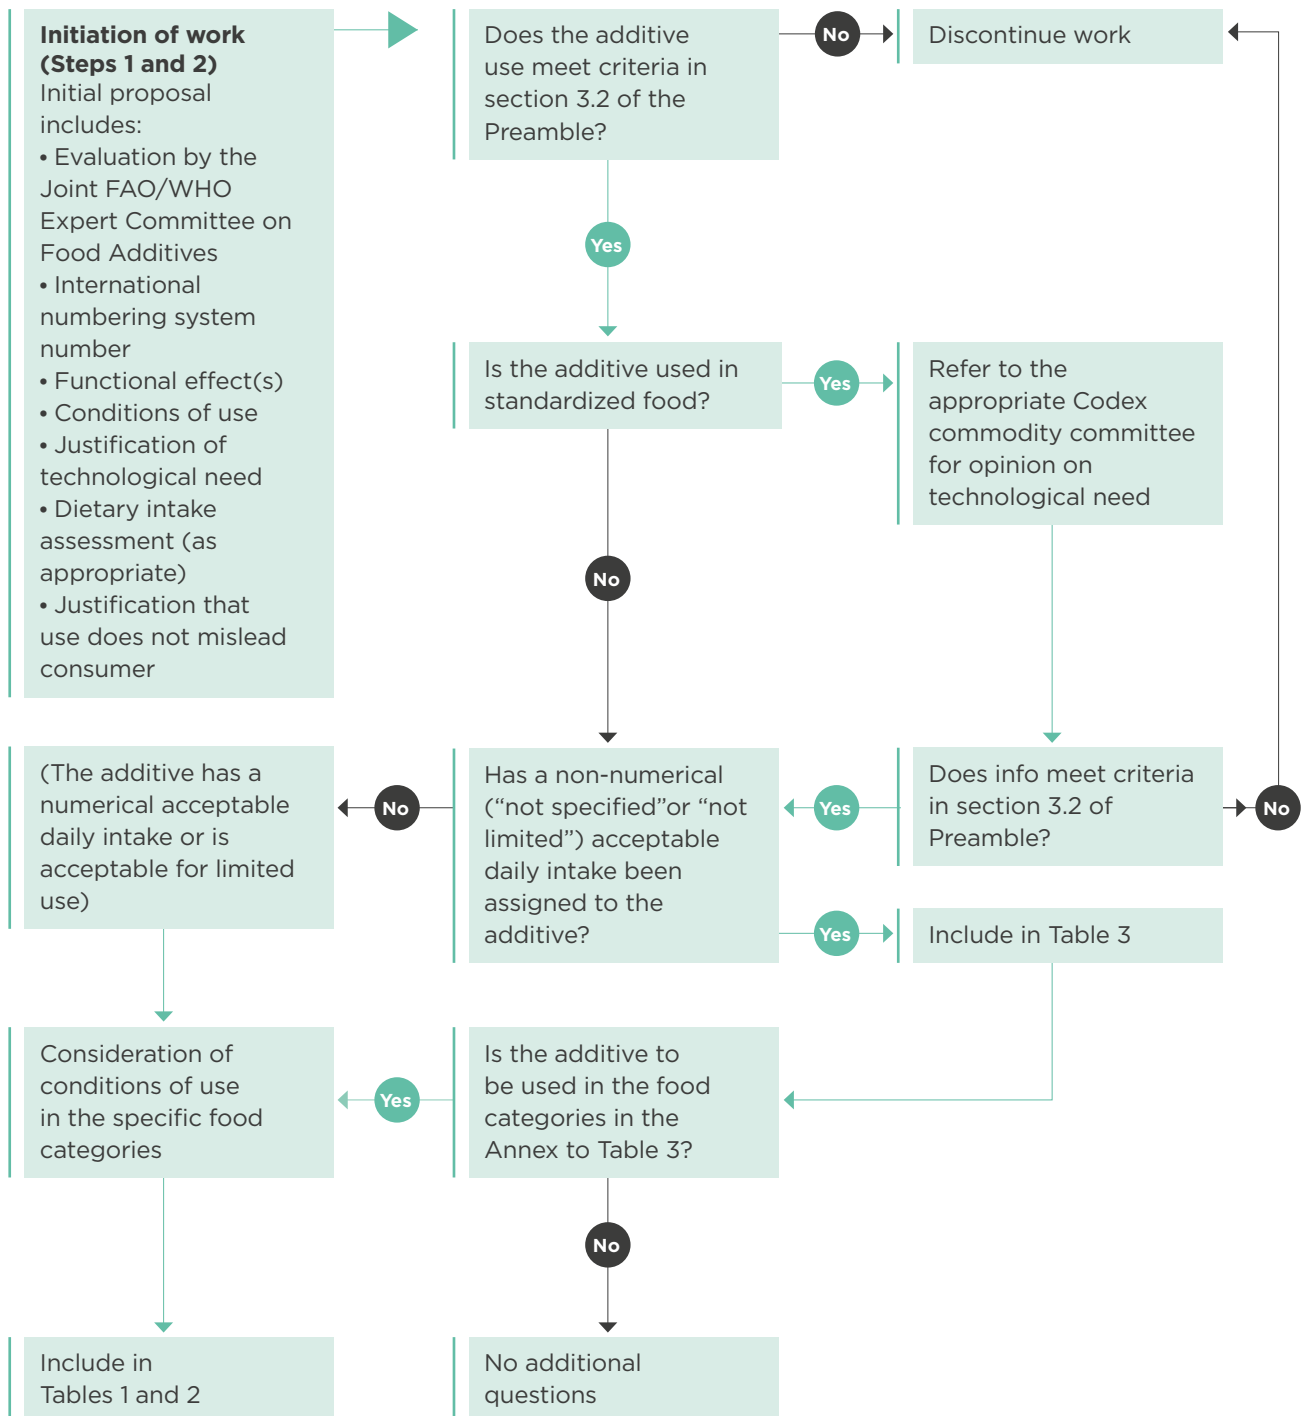 Initiation of work
(Steps 1 and 2)
Initial proposal
includes:
• Evaluation by the
Joint FAO/WHO
Expert Committee on
Food Additives
• International
numbering system
number
• Functional effect(s)
• Conditions of use
• Justification of
technological need
• Dietary intake
assessment (as
appropriate)
• Justification that
use does not mislead
consumer
Does the additive
use meet criteria in
section 3.2 of the
Preamble?
No
Discontinue work
Yes
Is the additive used in
standardized food?
Yes
Refer to the
appropriate Codex
commodity committee
for opinion on
technological need
No
(The additive has a
numerical acceptable
daily intake or is
acceptable for limited
use)
No
Has a non-numerical
(“not specified”or “not
limited”) acceptable
daily intake been
assigned to the
additive?
Yes
Does info meet criteria
in section 3.2 of
Preamble?
No
Yes
Include in Table 3
Consideration of
conditions of use
in the specific food
categories
Yes
Is the additive to
be used in the food
categories in the
Annex to Table 3?
No
Include in
Tables 1 and 2
No additional
questions